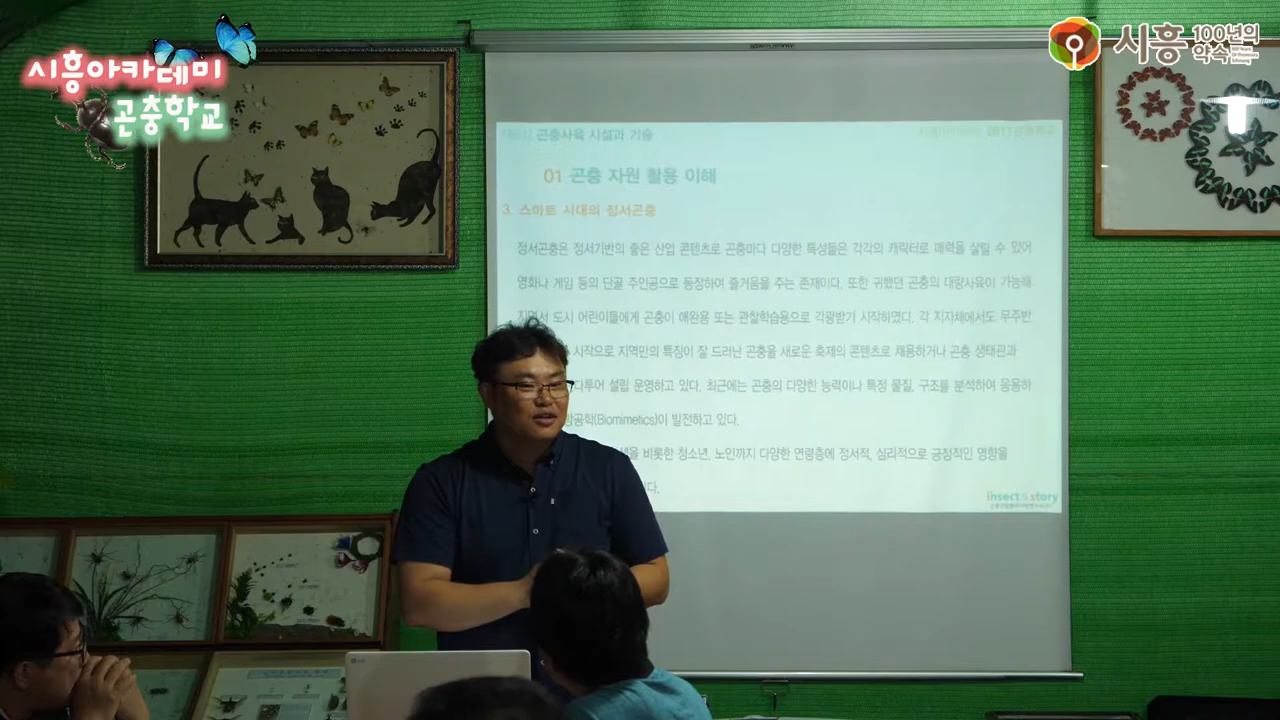 시흥아카데미
곤충학교
시흥 100년의
약속
곤충사육 시설과 기술
2017곤충학교
01 곤충 자원 활용 이해
3. 스마트 시대의 정서곤충
정서곤충은 정서기반의 좋은 산업 콘텐츠로 곤충마다 다양한 특성들은 각각의 캐릭터로 매력을 살릴 수 있어
영화나 게임 등의 단골 주인공으로 등장하여 즐거움을 주는 존재이다. 또한 귀했던 곤충의 대량사육이 가능해
도시 어린이들에게 곤충이 애완용 또는 관찰학습용으로 각광받기 시작하였다. 각 지자체에서도 무주반
시작으로 지역만의 특징이 잘 드러난 곤충을 새로운 축제의 콘텐츠로 채용하거나 곤충 생태관과
다투어 설립 운영하고 있다. 최근에는 곤충의 다양한 능력이나 특정 물질, 구조를 분석하여 응용하
방공학(Biomimetics)이 발전하고 있다.
비롯한 청소년, 노인까지 다양한 연령층에 정서적, 심리적으로 긍정적인 영향을
insect & story